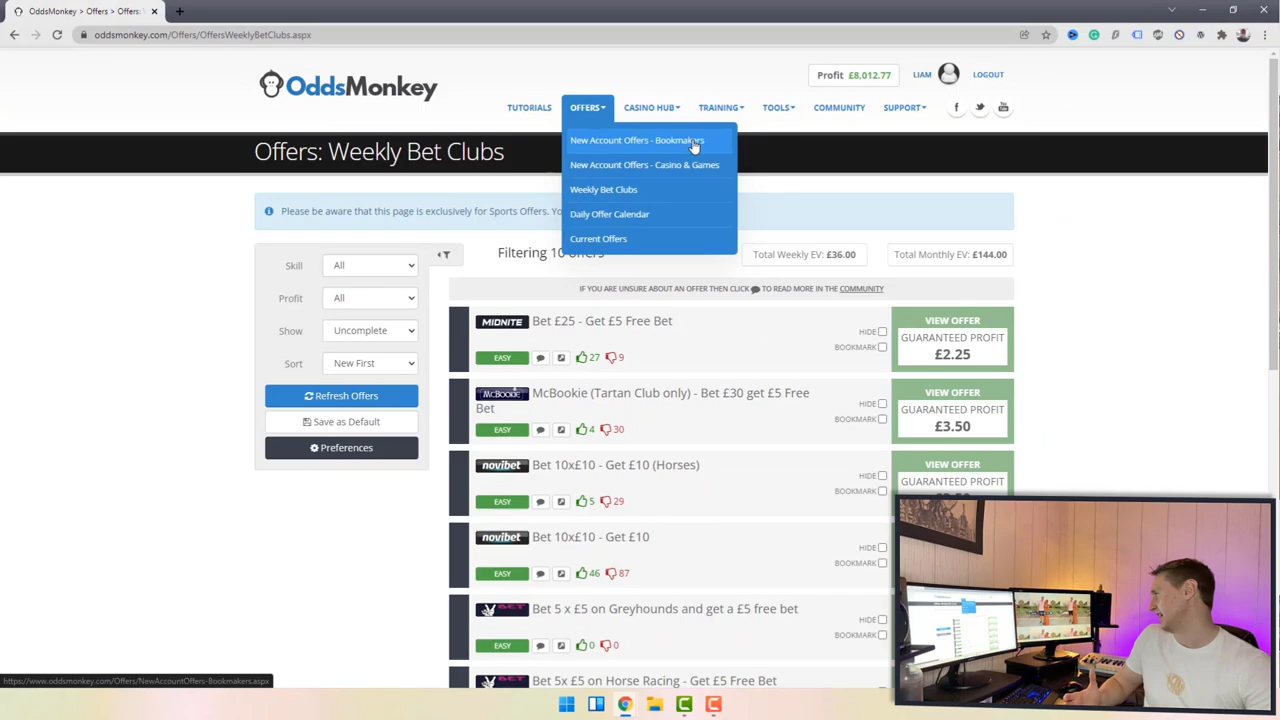 OddsMonkey > Offers > Offers: W
oddsmonkey.com/Offers/OffersWeeklyBetClubs.aspx
OddsMonkey
Profit £8,012.77
LIAM
LOGOUT
TUTORIALS
OFFERS
CASINO HUB
TRAINING
TOOLS
COMMUNITY
SUPPORT
You Tube
New Account Offers - Bookmakers
New Account Offers - Casino & Games
Weekly Bet Clubs
Daily Offer Calendar
Current Offers
Offers: Weekly Bet Clubs
Please be aware that this page is exclusively for Sports Offers.
Skill All
Profit All
Show Uncomplete
Sort New First
Refresh Offers
Save as Default
Preferences
Filtering 10 offers
Total Weekly EV: £36.00
Total Monthly EV: £144.00
IF YOU ARE UNSURE ABOUT AN OFFER THEN CLICK TO READ MORE IN THE COMMUNITY
MIDNITE Bet £25 - Get £5 Free Bet
EASY 27 9
HIDE
BOOKMARK
VIEW OFFER
GUARANTEED PROFIT
£2.25
McBOOKIE McBookie (Tartan Club only) - Bet £30 get £5 Free
Bet
EASY 4 30
HIDE
BOOKMARK
VIEW OFFER
GUARANTEED PROFIT
£3.50
novibet Bet 10x£10 - Get £10 (Horses)
EASY 5 29
HIDE
BOOKMARK
VIEW OFFER
GUARANTEED PROFIT
novibet Bet 10x£10 - Get £10
EASY 46 87
HIDE
BOOKMARK
BET Bet 5 x £5 on Greyhounds and get a £5 free bet
EASY 0 0
HIDE
BOOKMARK
BET Bet 5x £5 on Horse Racing - Get £5 Free Bet
HIDE
https://www.oddsmonkey.com/Offers/NewAccountOffers-Bookmakers.aspx